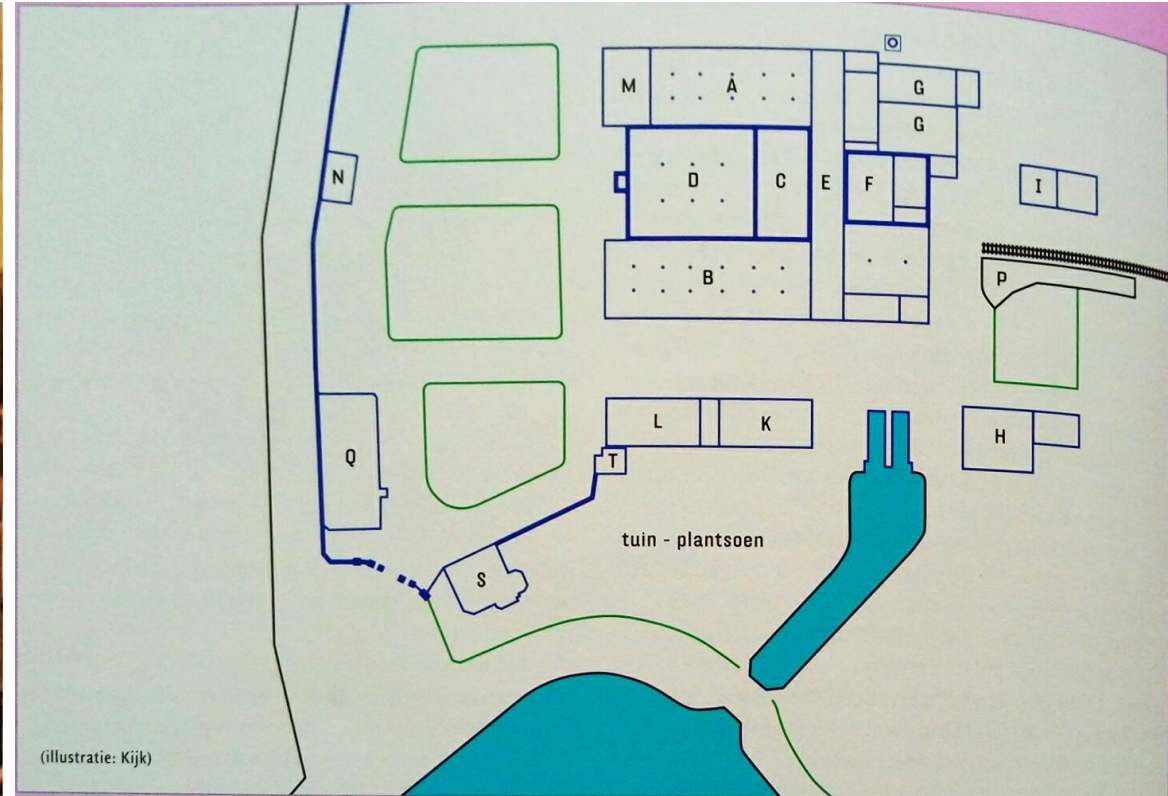 M
A
G
G
N
D
C
E
F
I
B
P
L
K
H
Q
T
tuin - plantsoen
S
(illustratie: Kijk)